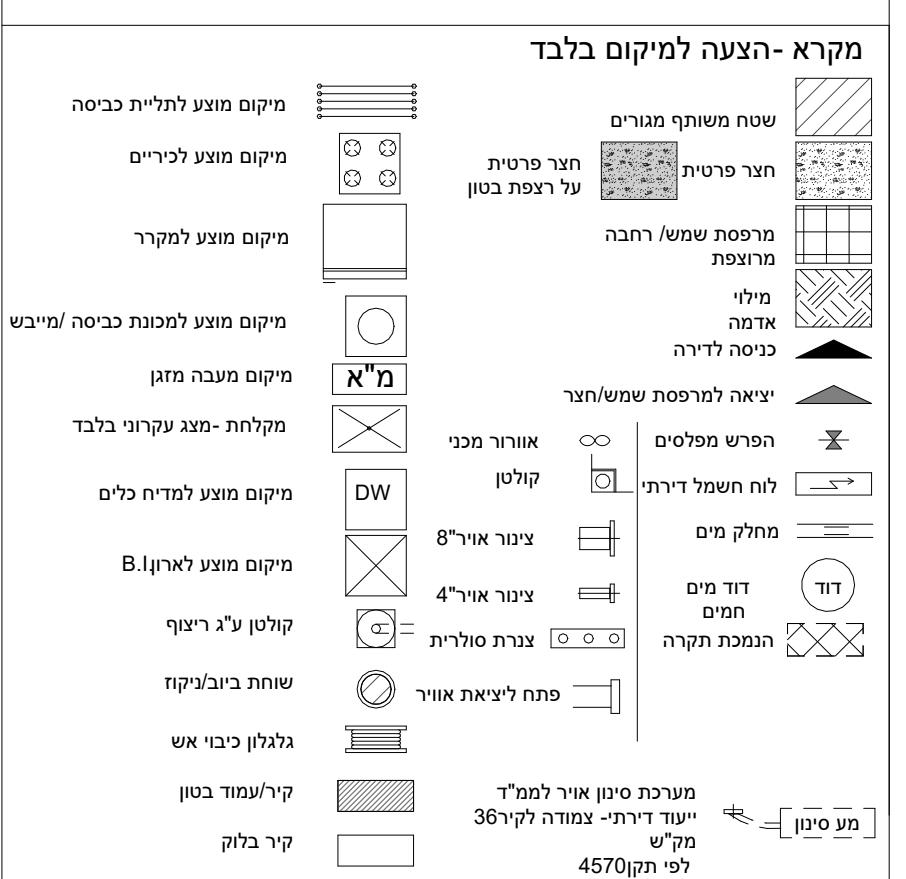 מקרא -הצעה למיקום בלבד
שטח משותף מגורים
חצר פרטית
חצר פרטית
על רצפת בטון
מרפסת שמש/ רחבה
מרוצפת
מילוי
אדמה
כניסה לדירה
יציאה למרפסת שמש/חצר
הפרש מפלסים
לוח חשמל דירתי
מחלק מים
דוד
דוד מים
חמים
הנמכת תקרה
אוורור מכני
קולטן
צינור אויר"8
צינור אויר"4
צנרת סולרית
פתח ליציאת אוויר
מע סינון
מערכת סינון אויר לממ"ד
ייעוד דירתי- צמודה לקיר36
מק"ש
לפי תקן4570
מיקום מוצע לתליית כביסה
מיקום מוצע לכיריים
מיקום מוצע למקרר
מיקום מוצע למכונת כביסה /מייבש
מ"א
מיקום מעבה מזגן
מקלחת -מצג עקרוני בלבד
DW
מיקום מוצע למדיח כלים
מיקום מוצע לארוןB.I.
קולטן ע"ג ריצוף
שוחת ביוב/ניקוז
גלגלון כיבוי אש
קיר/עמוד בטון
קיר בלוק